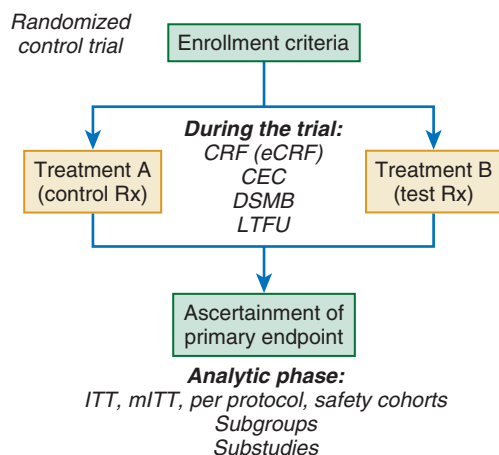 Randomized
control trial
Enrollment criteria
During the trial:
CRF (eCRF)
CEC
DSMB
LTFU
Treatment A
(control Rx)
Treatment B
(test Rx)
Ascertainment of
primary endpoint
Analytic phase:
ITT, mITT, per protocol, safety cohorts
Subgroups
Substudies